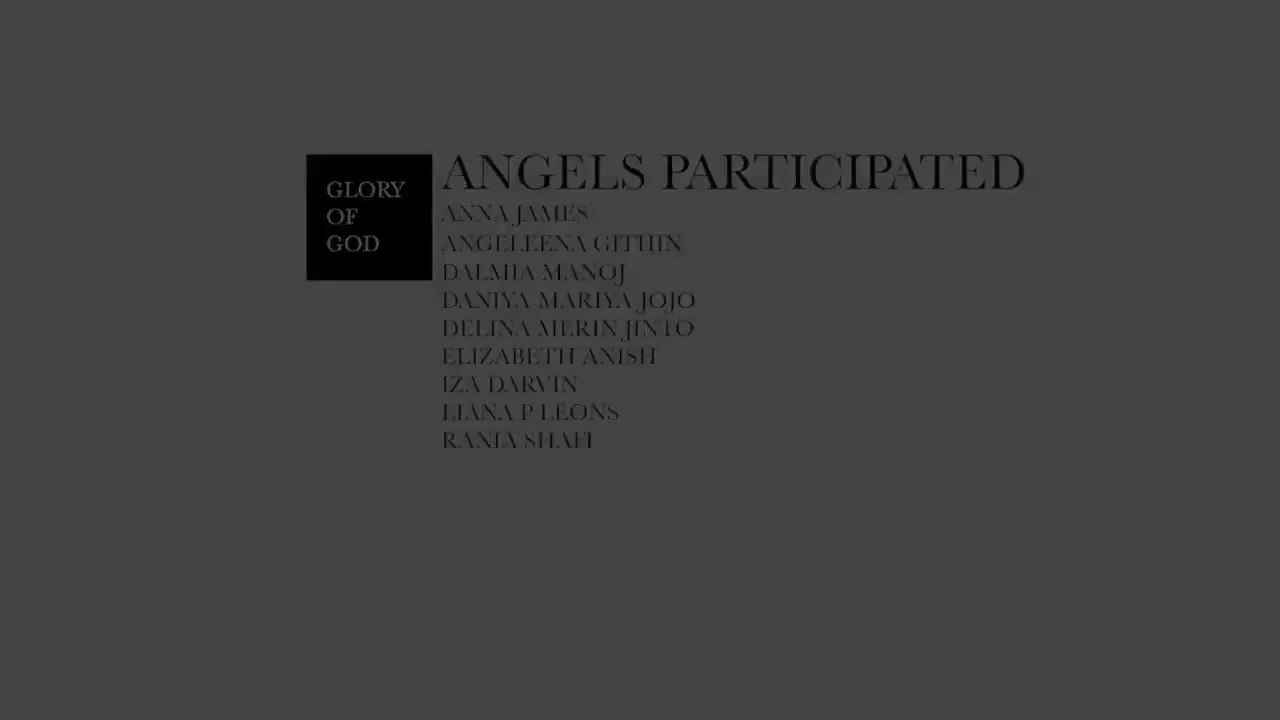 GLORY
OF
GOD
ANGELS PARTICIPATED
ANNA JAMES
ANGELEENA GITHIN
DALMIA MANOJ
DANIYA MARIYA JOJO
DELINA MERIN JINTO
ELIZABETH ANISH
IZA DARVIN
LIANA P LEONS
RANIA SHAFI